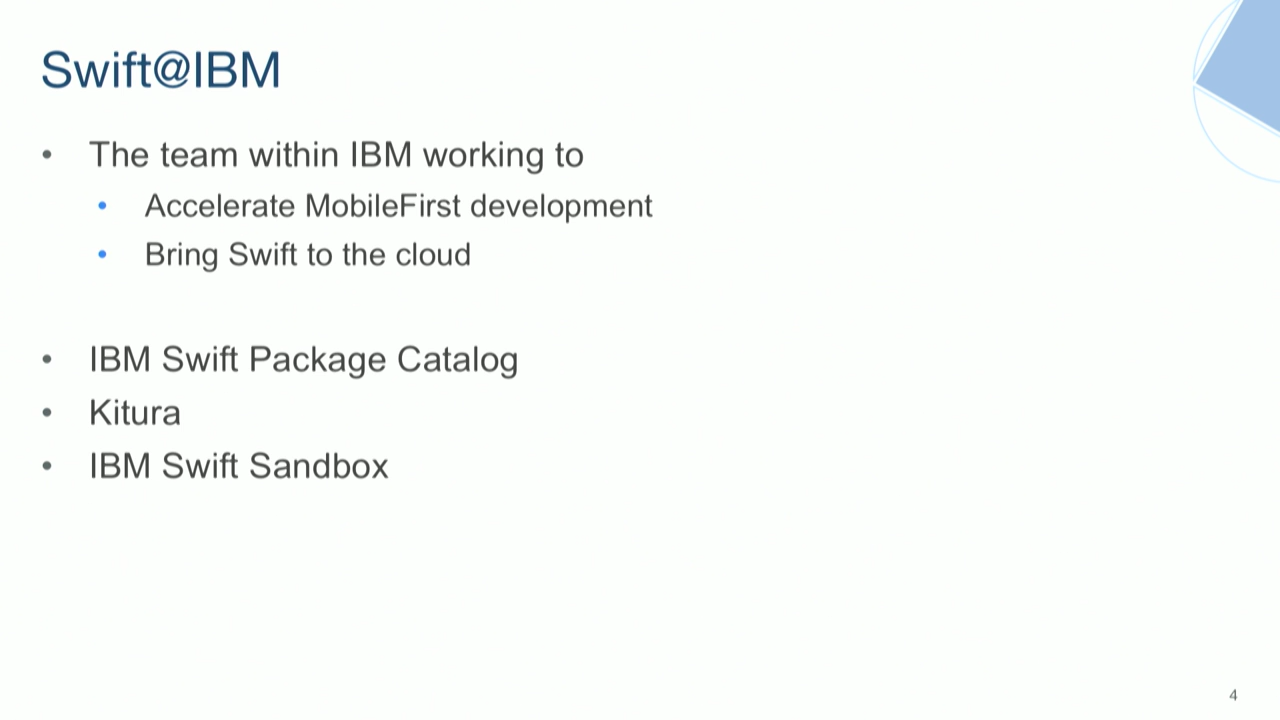 Swift@IBM
• The team within IBM working to
• Accelerate MobileFirst development
• Bring Swift to the cloud
• IBM Swift Package Catalog
• Kitura
• IBM Swift Sandbox
4